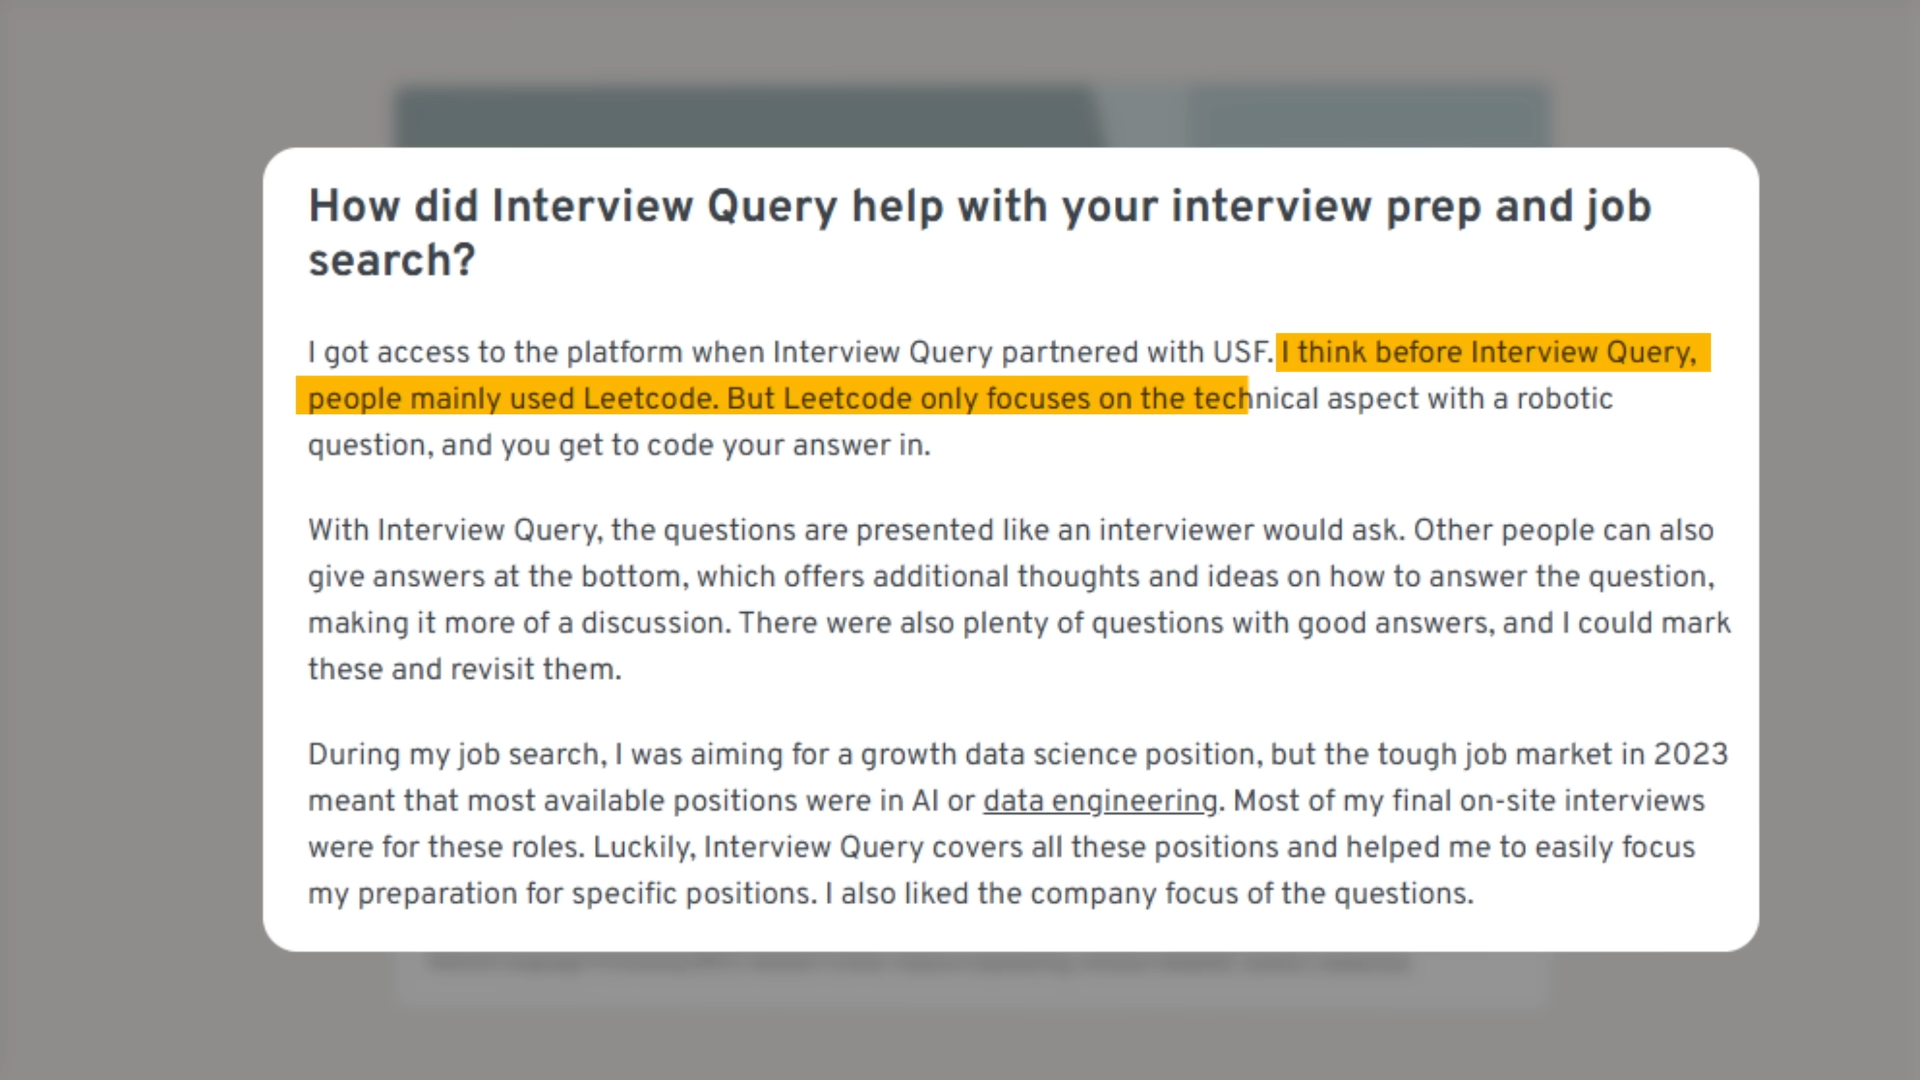 How did Interview Query help with your interview prep and job
search?
I got access to the platform when Interview Query partnered with USF. I think before Interview Query,
people mainly used Leetcode. But Leetcode only focuses on the technical aspect with a robotic
question, and you get to code your answer in.
With Interview Query, the questions are presented like an interviewer would ask. Other people can also
give answers at the bottom, which offers additional thoughts and ideas on how to answer the question,
making it more of a discussion. There were also plenty of questions with good answers, and I could mark
these and revisit them.
During my job search, I was aiming for a growth data science position, but the tough job market in 2023
meant that most available positions were in AI or data engineering. Most of my final on-site interviews
were for these roles. Luckily, Interview Query covers all these positions and helped me to easily focus
my preparation for specific positions. I also liked the company focus of the questions.